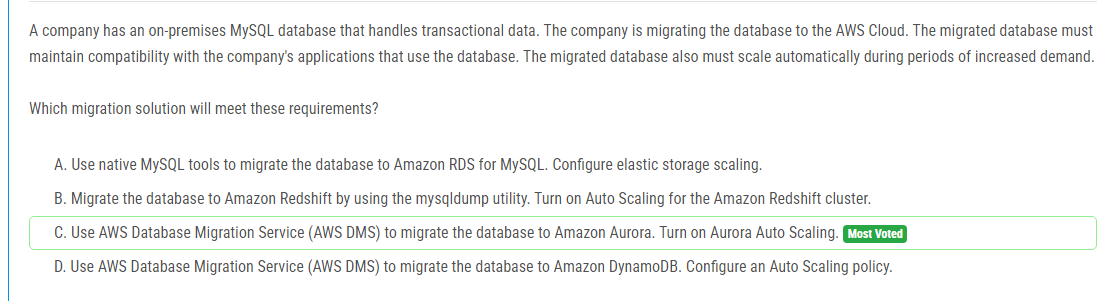 A company has an on-premises MySQL database that handles transactional data. The company is migrating the database to the AWS Cloud. The migrated database must
maintain compatibility with the company's applications that use the database. The migrated database also must scale automatically during periods of increased demand.
Which migration solution will meet these requirements?
A. Use native MySQL tools to migrate the database to Amazon RDS for MySQL. Configure elastic storage scaling.
B. Migrate the database to Amazon Redshift by using the mysqldump utility. Turn on Auto Scaling for the Amazon Redshift cluster.
C. Use AWS Database Migration Service (AWS DMS) to migrate the database to Amazon Aurora. Turn on Aurora Auto Scaling. Most Voted
D. Use AWS Database Migration Service (AWS DMS) to migrate the database to Amazon DynamoDB. Configure an Auto Scaling policy.